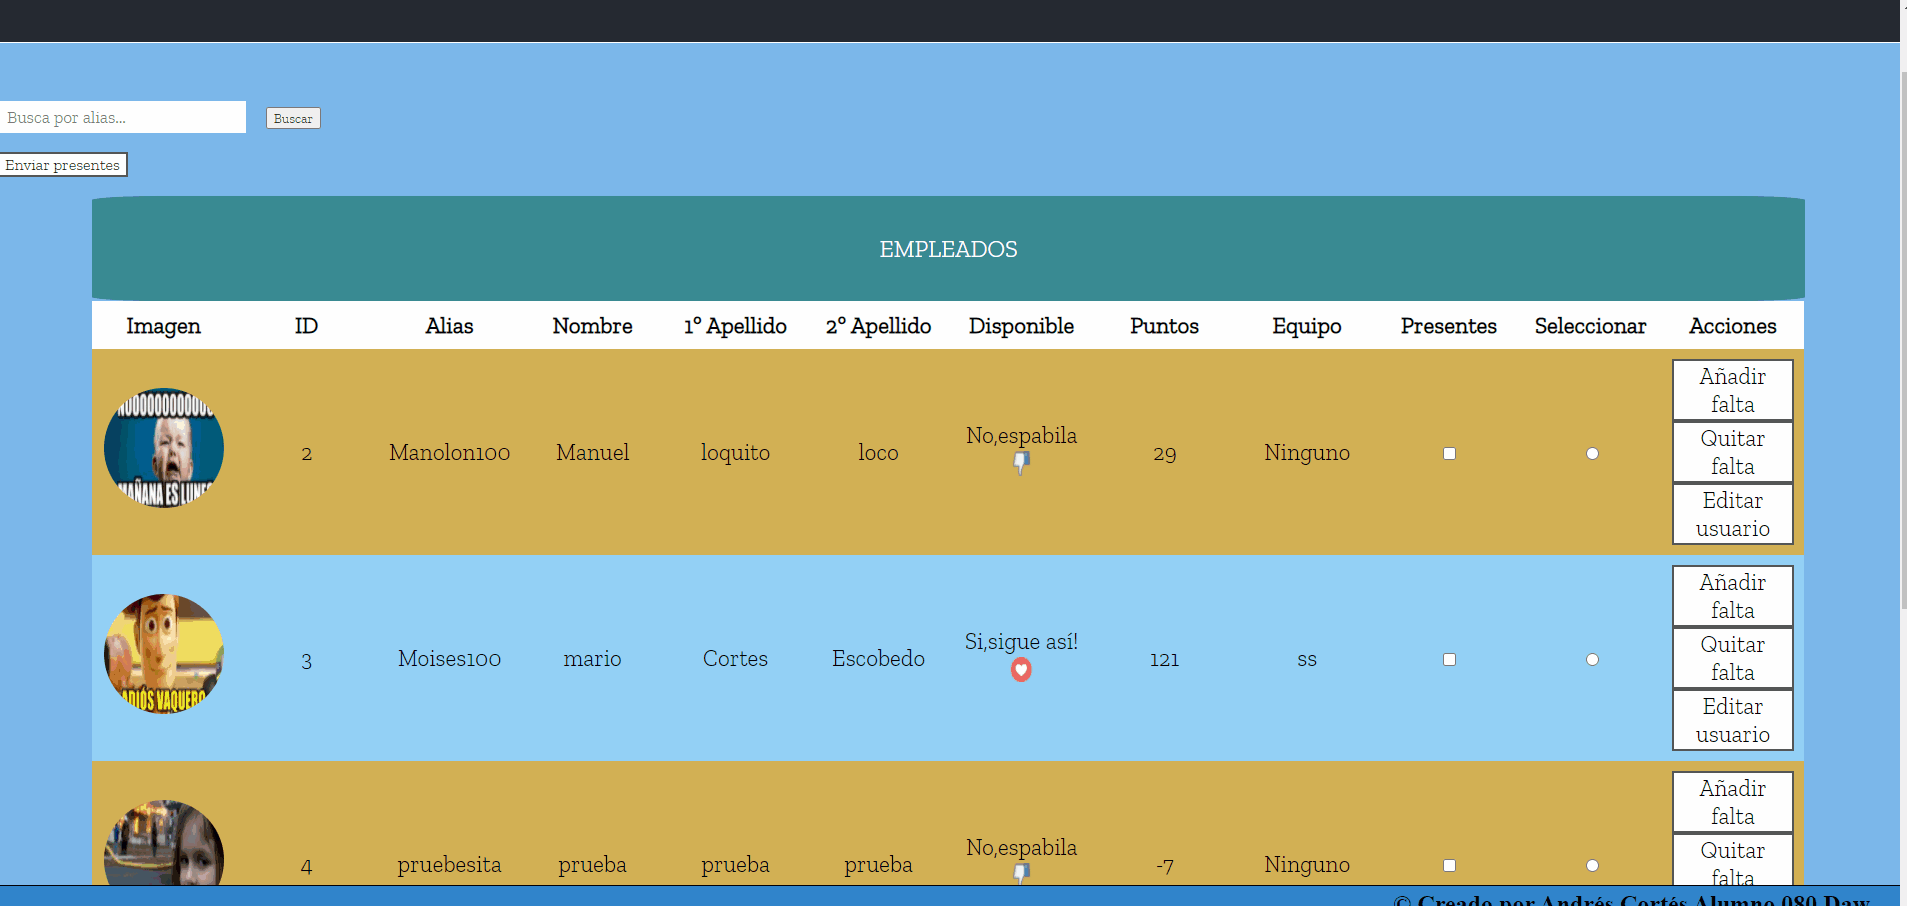 Busca por alias...
Buscar
Enviar presentes
EMPLEADOS
Imagen ID Alias Nombre 1º Apellido 2º Apellido Disponible Puntos Equipo Presentes Seleccionar Acciones
MAÑANA ES LUNES
2 Manolon100 Manuel loquito loco No,espabila 29 Ninguno
Añadir
falta
Quitar
falta
Editar
usuario
ADIÓS VAQUERO
3 Moises100 mario Cortes Escobedo Si,sigue así! 121 ss
Añadir
falta
Quitar
falta
Editar
usuario
4 pruebesita prueba prueba prueba No,espabila -7 Ninguno
Añadir
falta
Quitar
falta
© Creado por Andrés Cortés Alumno 080 Daw